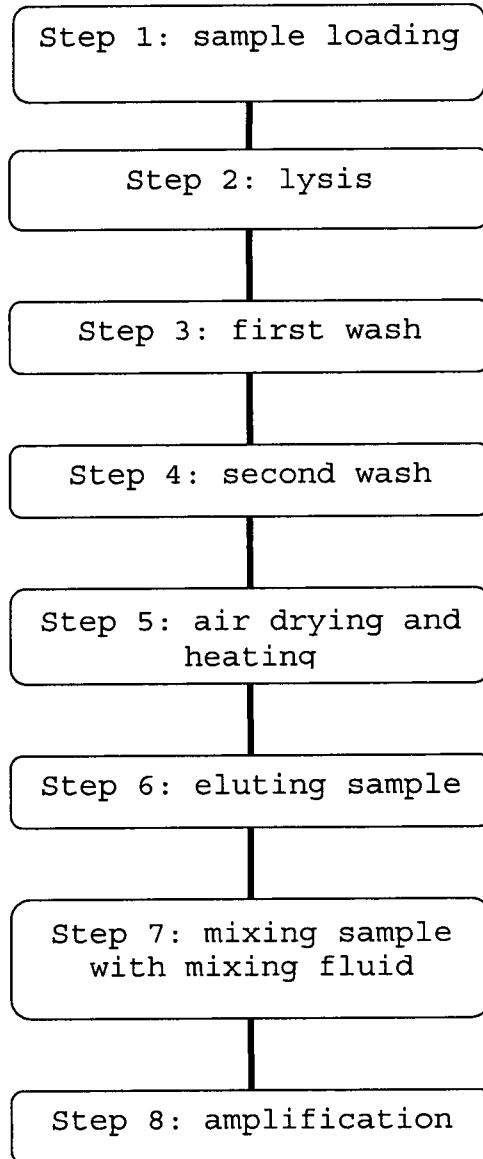 Step 1: sample loading
Step 2: lysis
Step 3: first wash
Step 4: second wash
Step 5: air drying and
heating
Step 6: eluting sample
Step 7: mixing sample
with mixing fluid
Step 8: amplification